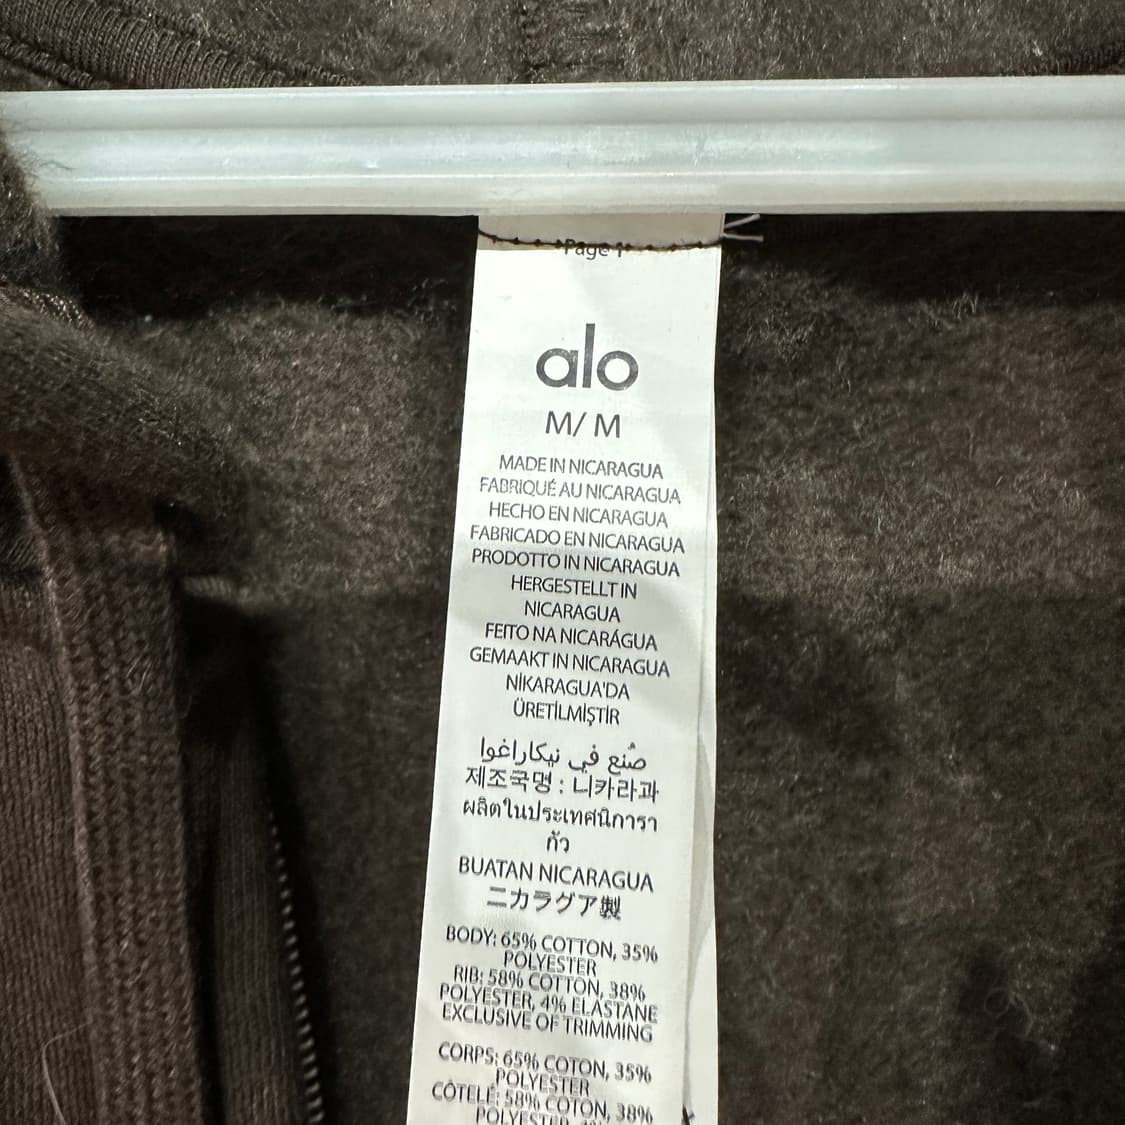 Page 1
alo
M/ M
MADE IN NICARAGUA
FABRIQUÉ AU NICARAGUA
HECHO EN NICARAGUA
FABRICADO EN NICARAGUA
PRODOTTO IN NICARAGUA
HERGESTELLT IN
NICARAGUA
FEITO NA NICARÁGUA
GEMAAKT IN NICARAGUA
NİKARAGUA'DA
ÜRETİLMİŞTİR
صُنع في نيكاراغوا
제조국명 : 니카라과
ผลิตในประเทศนิการา
กัว
BUATAN NICARAGUA
ニカラグア製
BODY: 65% COTTON, 35%
POLYESTER
RIB: 58% COTTON, 38%
POLYESTER, 4% ELASTANE
EXCLUSIVE OF TRIMMING
CORPS: 65% COTON, 35%
POLYESTER
CÔTELÉ: 58% COTON, 38%
POLYESTER, 4%